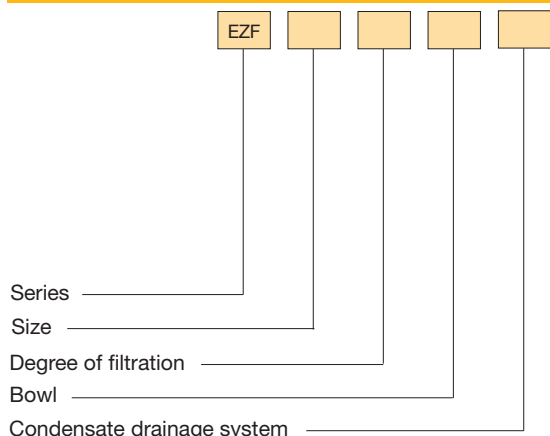 EZF
Series
Size
Degree of filtration
Bowl
Condensate drainage system